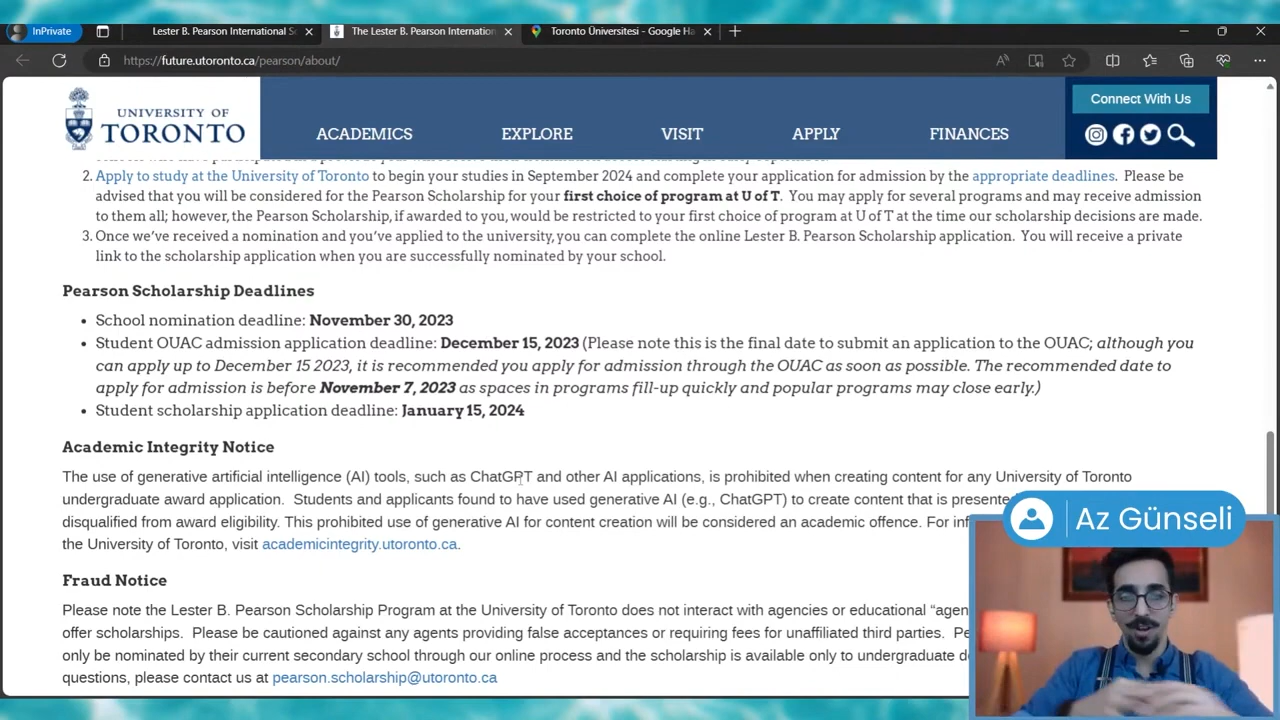 InPrivate
Lester B. Pearson International S
The Lester B. Pearson Internation
Toronto Üniversitesi - Google Ha
https://future.utoronto.ca/pearson/about/
UNIVERSITY OF
TORONTO
ACADEMICS
EXPLORE
VISIT
APPLY
FINANCES
Connect With Us
2. Apply to study at the University of Toronto to begin your studies in September 2024 and complete your application for admission by the appropriate deadlines. Please be
advised that you will be considered for the Pearson Scholarship for your first choice of program at U of T. You may apply for several programs and may receive admission
to them all; however, the Pearson Scholarship, if awarded to you, would be restricted to your first choice of program at U of T at the time our scholarship decisions are made.
3. Once we've received a nomination and you've applied to the university, you can complete the online Lester B. Pearson Scholarship application. You will receive a private
link to the scholarship application when you are successfully nominated by your school.
Pearson Scholarship Deadlines
• School nomination deadline: November 30, 2023
• Student OUAC admission application deadline: December 15, 2023 (Please note this is the final date to submit an application to the OUAC; although you
can apply up to December 15 2023, it is recommended you apply for admission through the OUAC as soon as possible. The recommended date to
apply for admission is before November 7, 2023 as spaces in programs fill-up quickly and popular programs may close early.)
• Student scholarship application deadline: January 15, 2024
Academic Integrity Notice
The use of generative artificial intelligence (AI) tools, such as ChatGPT and other AI applications, is prohibited when creating content for any University of Toronto
undergraduate award application. Students and applicants found to have used generative AI (e.g., ChatGPT) to create content that is presente
disqualified from award eligibility. This prohibited use of generative AI for content creation will be considered an academic offence. For inf
the University of Toronto, visit academicintegrity.utoronto.ca.
Fraud Notice
Please note the Lester B. Pearson Scholarship Program at the University of Toronto does not interact with agencies or educational “agen
offer scholarships. Please be cautioned against any agents providing false acceptances or requiring fees for unaffiliated third parties. Pe
only be nominated by their current secondary school through our online process and the scholarship is available only to undergraduate d
questions, please contact us at pearson.scholarship@utoronto.ca
Az Günseli